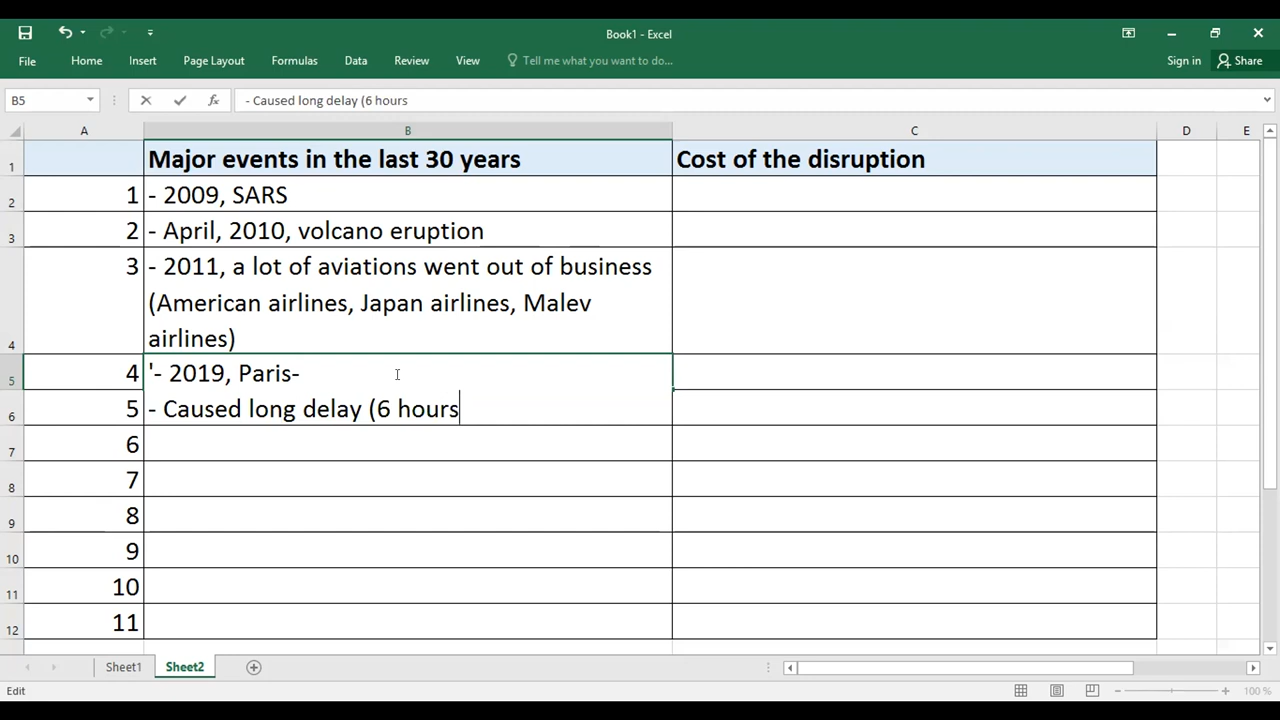 Book1 - Excel
File Home Insert Page Layout Formulas Data Review View Tell me what you want to do... Sign in Share
B5 fx - Caused long delay (6 hours
A B C D E
1 Major events in the last 30 years Cost of the disruption
2 1 - 2009, SARS
3 2 - April, 2010, volcano eruption
3 - 2011, a lot of aviations went out of business
(American airlines, Japan airlines, Malev
4 airlines)
5 4 '- 2019, Paris-
6 5 - Caused long delay (6 hours
7 6
8 7
9 8
10 9
11 10
12 11
Sheet1 Sheet2
Edit 100 %